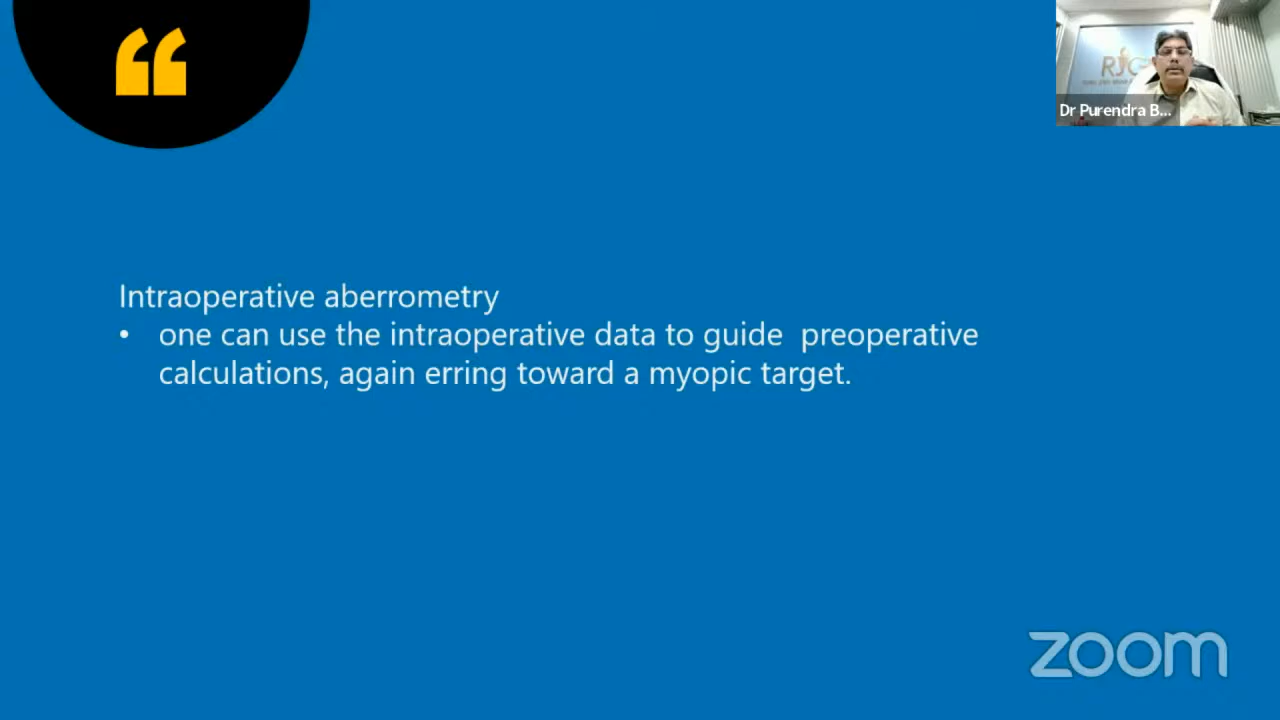 Intraoperative aberrometry
• one can use the intraoperative data to guide preoperative
calculations, again erring toward a myopic target.
Dr Purendra B...
zoom